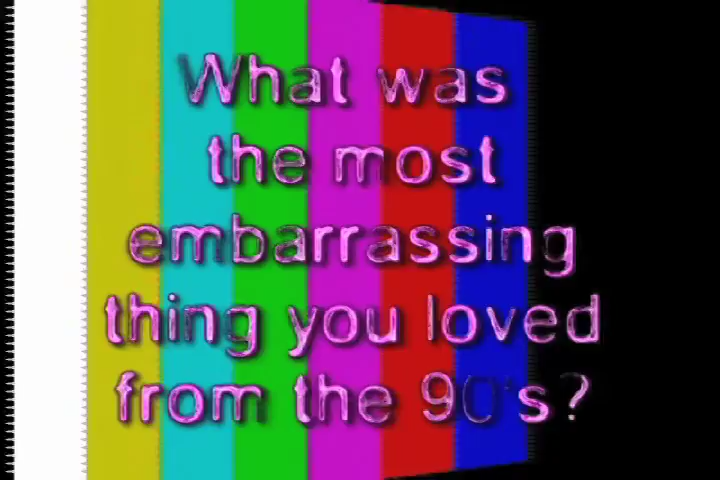 What was
the most
embarrassing
thing you loved
from the 90's?